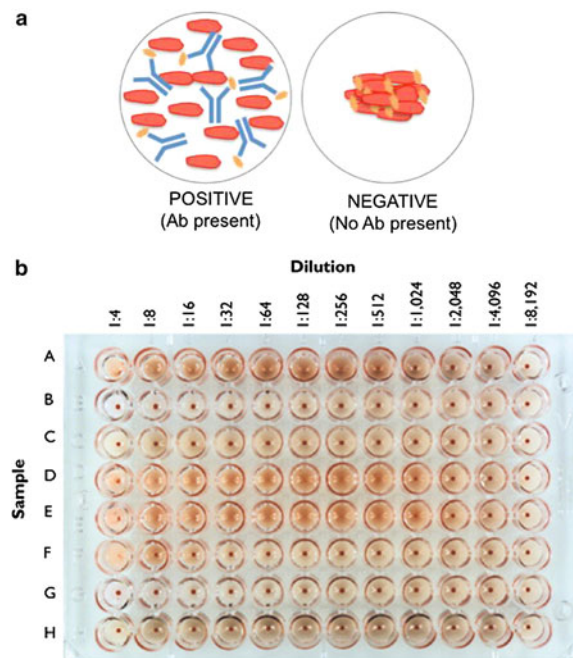 a
POSITIVE
(Ab present)
NEGATIVE
(No Ab present)
b
Dilution
1:4 1:8 1:16 1:32 1:64 1:128 1:256 1:512 1:1,024 1:2,048 1:4,096 1:8,192
Sample
A
B
C
D
E
F
G
H